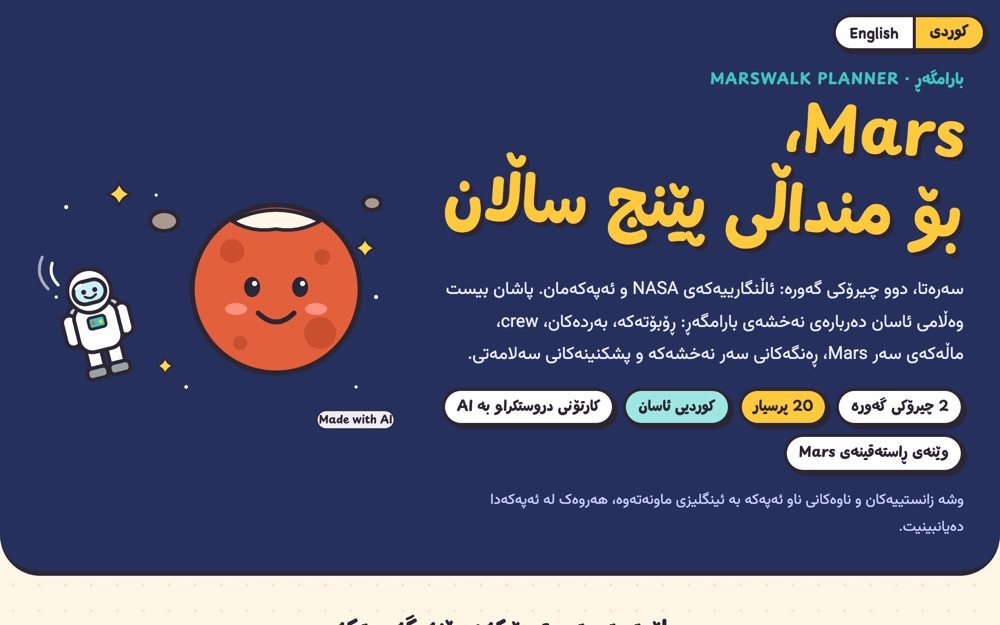 کوردی
English
بارامگەڕ · MARSWALK PLANNER
Mars،
بۆ منداڵی پێنج ساڵان
سەرەتا، دوو چیرۆکی گەورە: ئاڵنگارییەکەی NASA و ئەپەکەمان. پاشان بیست
وەڵامی ئاسان دەربارەی نەخشەی بارامگەڕ: ڕۆبۆتەکە، بەردەکان، crew،
ماڵەکەی سەر Mars، ڕەنگەکانی سەر نەخشەکە و پشکنینەکانی سەلامەتی.
2 چیرۆکی گەورە
20 پرسیار
کوردیی ئاسان
کارتۆنی دروستکراو بە AI
وێنەی ڕاستەقینەی Mars
وشە زانستییەکان و ناوەکانی ناو ئەپەکە بە ئینگلیزی ماونەتەوە، هەروەک لە ئەپەکەدا
دەیانبینیت.
Made with AI